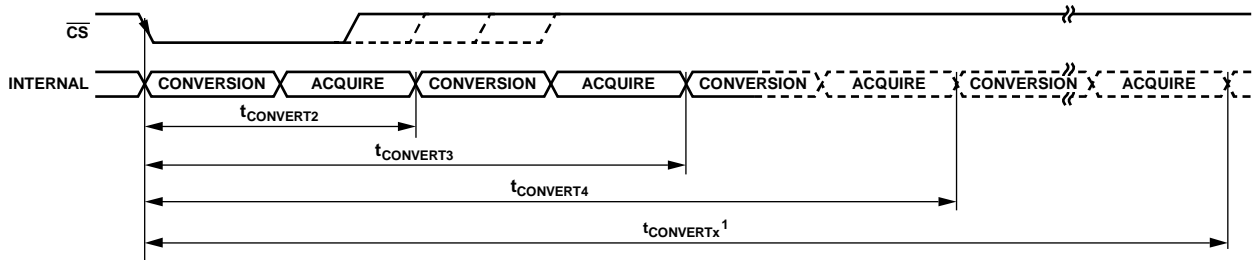 CS
INTERNAL CONVERSION ACQUIRE CONVERSION ACQUIRE CONVERSION ACQUIRE CONVERSION ACQUIRE
tCONVERT2
tCONVERT3
tCONVERT4
tCONVERTx1